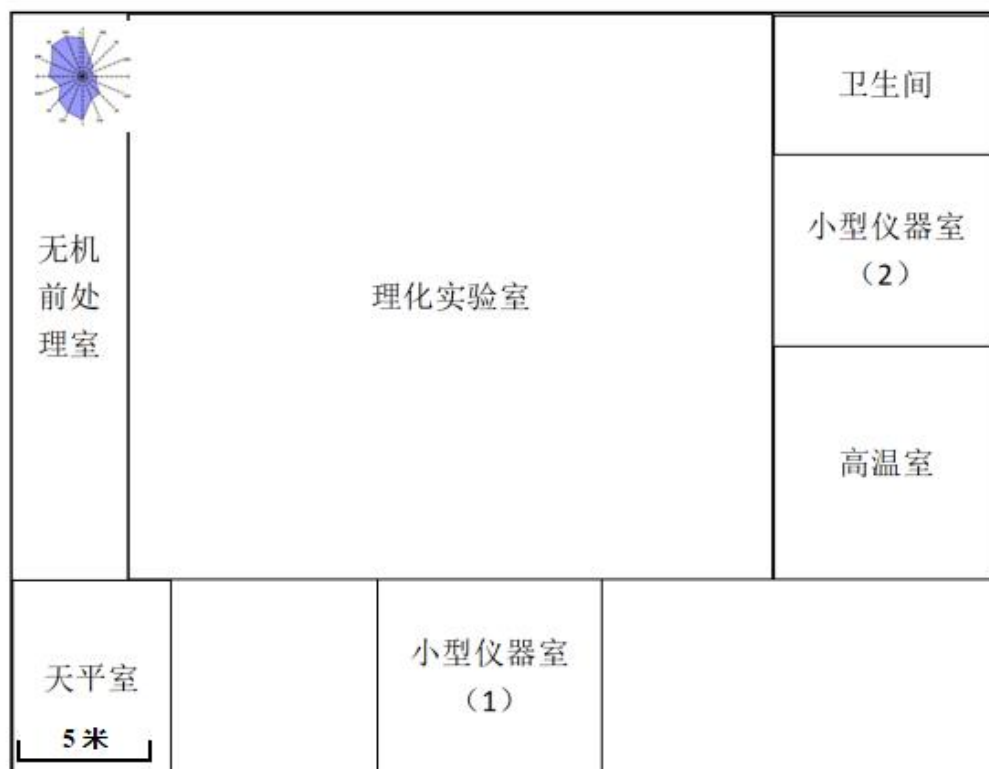 卫生间
小型仪器室
（2）
无机
前处
理室
理化实验室
高温室
天平室
小型仪器室
（1）
5 米